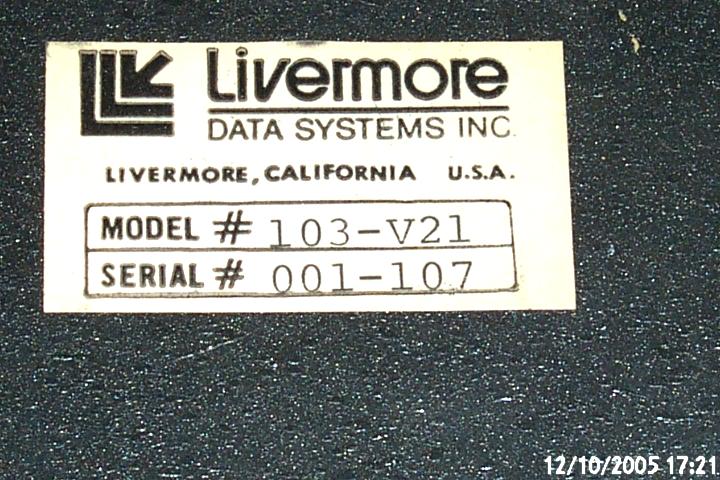 Livermore
DATA SYSTEMS INC.
LIVERMORE, CALIFORNIA U.S.A.
MODEL # 103-V21
SERIAL # 001-107
12/10/2005 17:21